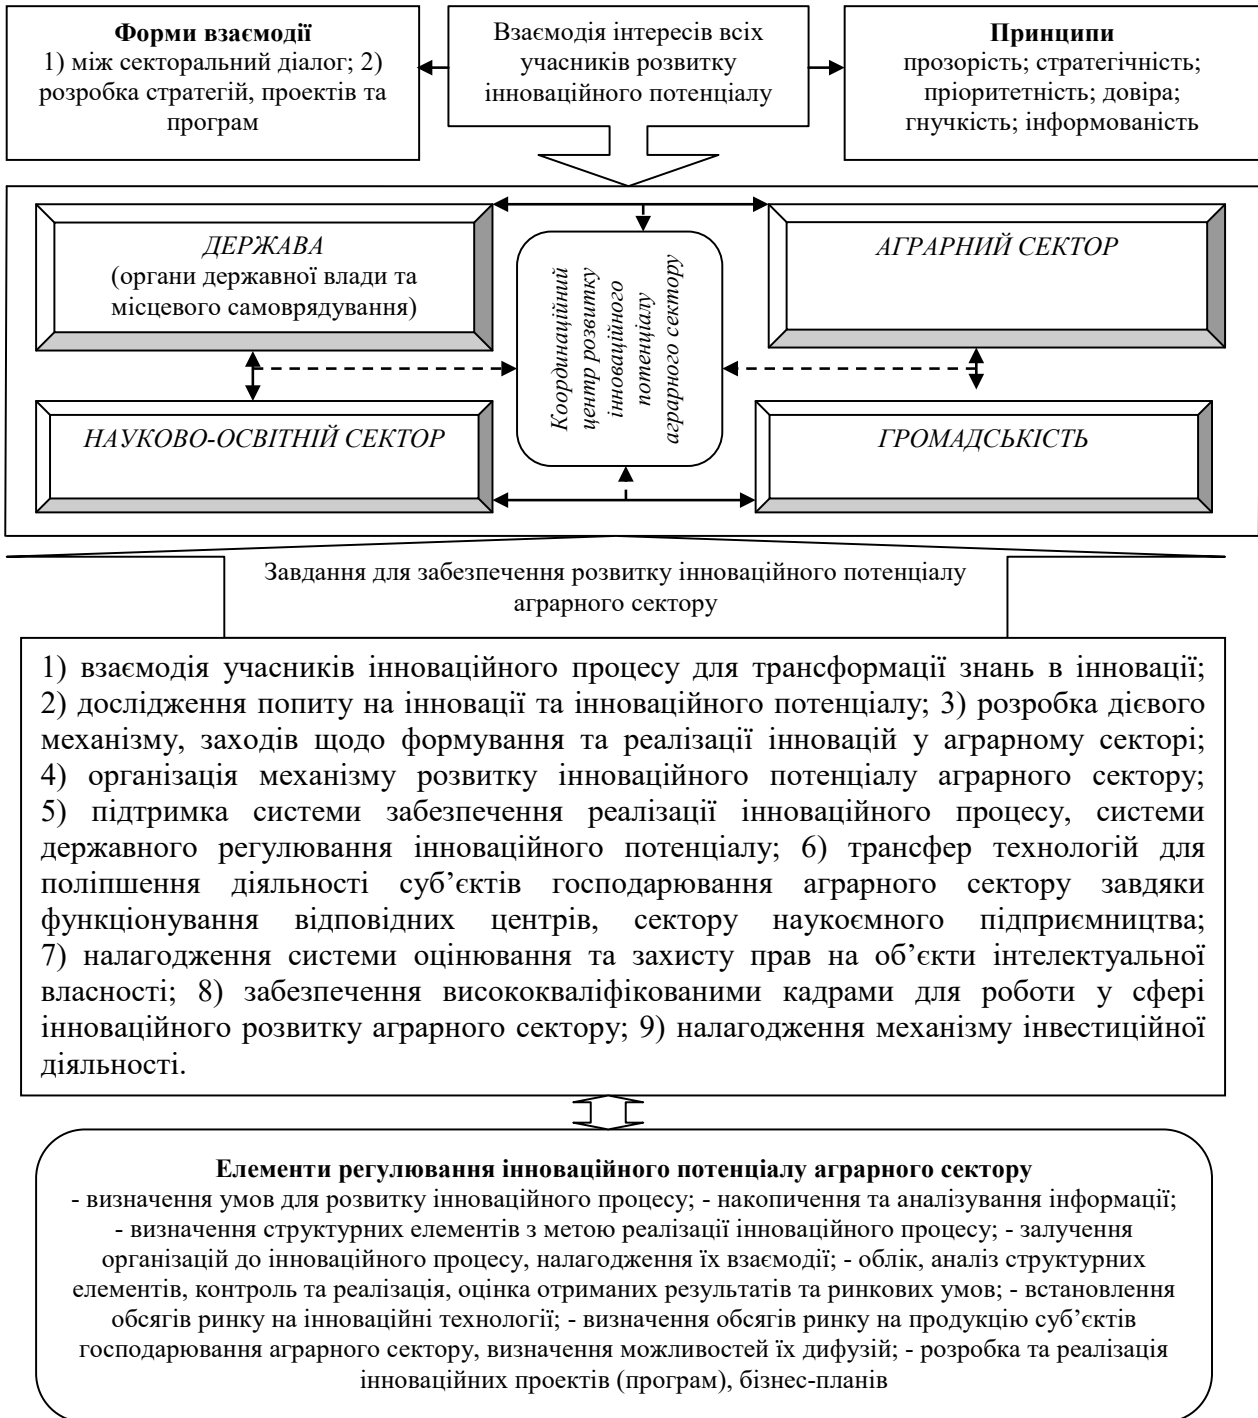 Форми взаємодії
1) між секторальний діалог; 2)
розробка стратегій, проектів та
програм
Взаємодія інтересів всіх
учасників розвитку
інноваційного потенціалу
Принципи
прозорість; стратегічність;
пріоритетність; довіра;
гнучкість; інформованість
ДЕРЖАВА
(органи державної влади та
місцевого самоврядування)
Координаційний
центр розвитку
інноваційного
потенціалу
аграрного сектору
АГРАРНИЙ СЕКТОР
НАУКОВО-ОСВІТНІЙ СЕКТОР
ГРОМАДСЬКІСТЬ
Завдання для забезпечення розвитку інноваційного потенціалу
аграрного сектору
1) взаємодія учасників інноваційного процесу для трансформації знань в інновації;
2) дослідження попиту на інновації та інноваційного потенціалу; 3) розробка дієвого
механізму, заходів щодо формування та реалізації інновацій у аграрному секторі;
4) організація механізму розвитку інноваційного потенціалу аграрного сектору;
5) підтримка системи забезпечення реалізації інноваційного процесу, системи
державного регулювання інноваційного потенціалу; 6) трансфер технологій для
поліпшення діяльності суб’єктів господарювання аграрного сектору завдяки
функціонування відповідних центрів, сектору наукоємного підприємництва;
7) налагодження системи оцінювання та захисту прав на об’єкти інтелектуальної
власності; 8) забезпечення висококваліфікованими кадрами для роботи у сфері
інноваційного розвитку аграрного сектору; 9) налагодження механізму інвестиційної
діяльності.
Елементи регулювання інноваційного потенціалу аграрного сектору
- визначення умов для розвитку інноваційного процесу; - накопичення та аналізування інформації;
- визначення структурних елементів з метою реалізації інноваційного процесу; - залучення
організацій до інноваційного процесу, налагодження їх взаємодії; - облік, аналіз структурних
елементів, контроль та реалізація, оцінка отриманих результатів та ринкових умов; - встановлення
обсягів ринку на інноваційні технології; - визначення обсягів ринку на продукцію суб’єктів
господарювання аграрного сектору, визначення можливостей їх дифузій; - розробка та реалізація
інноваційних проектів (програм), бізнес-планів